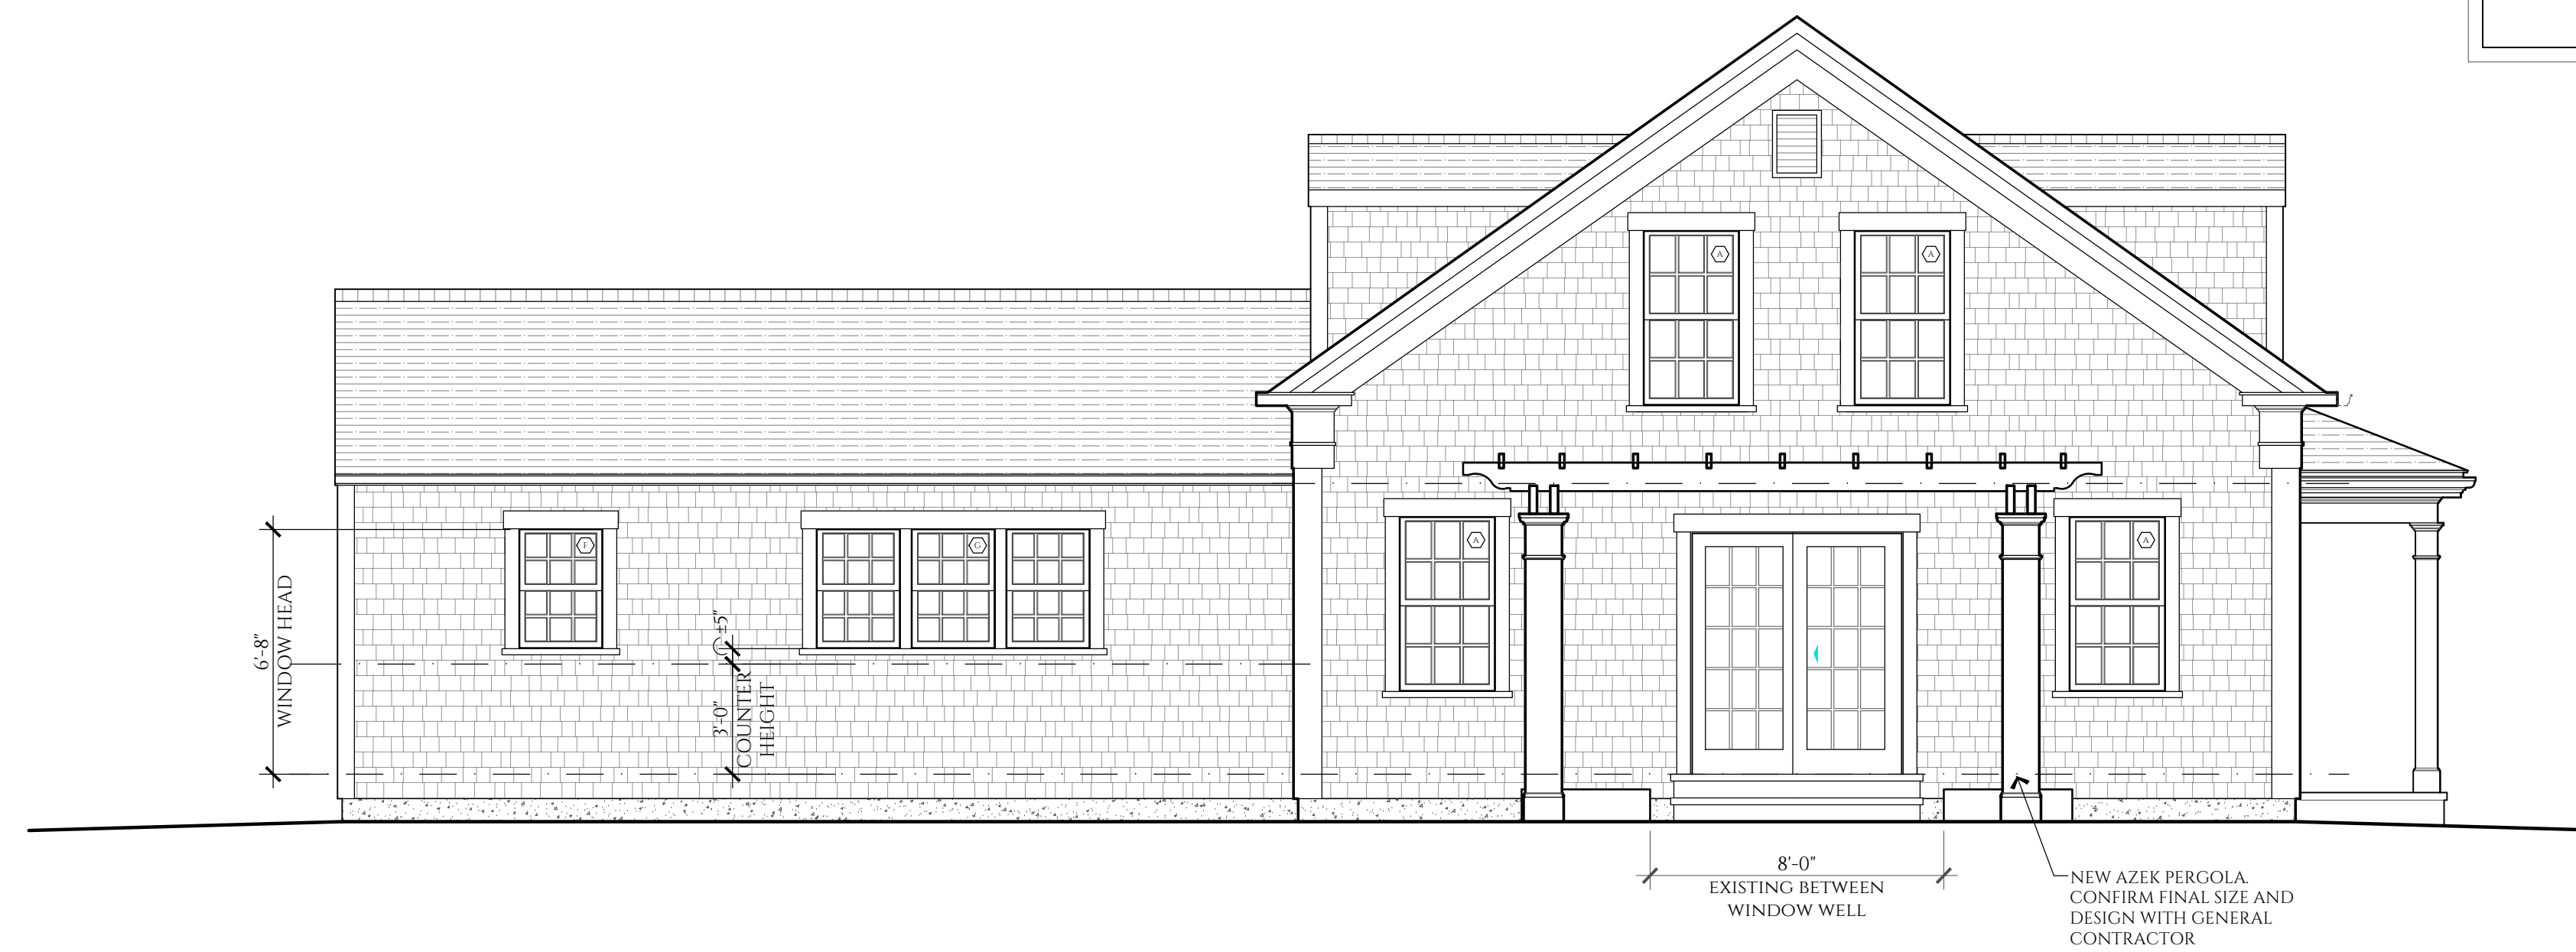 A
A
F
G
A
A
6'-8"
WINDOW HEAD
±5"
3'-0"
COUNTER
HEIGHT
8'-0"
EXISTING BETWEEN
WINDOW WELL
NEW AZEK PERGOLA.
CONFIRM FINAL SIZE AND
DESIGN WITH GENERAL
CONTRACTOR